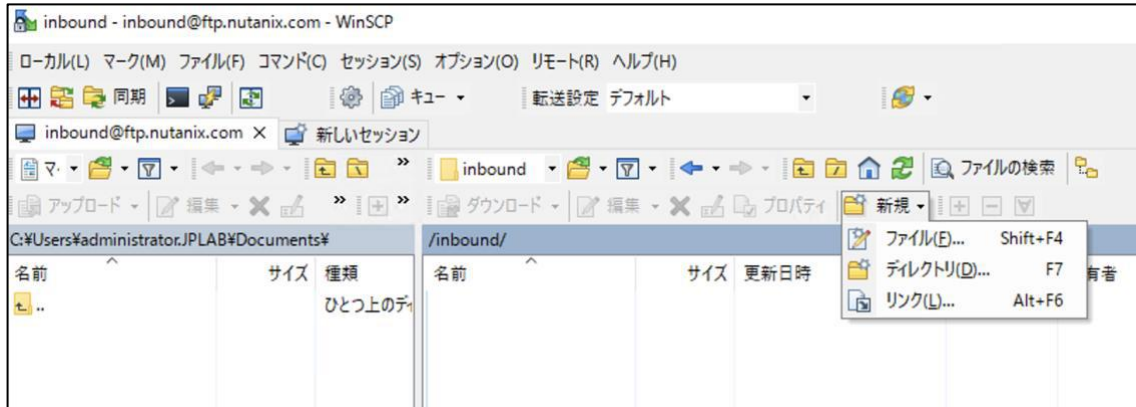 inbound - inbound@ftp.nutanix.com - WinSCP
ローカル(L) マーク(M) ファイル(F) コマンド(C) セッション(S) オプション(O) リモート(R) ヘルプ(H)
同期 キュー 転送設定 デフォルト
inbound@ftp.nutanix.com X 新しいセッション
マ inbound ファイルの検索
アップロード 編集 ダウンロード 編集 プロパティ 新規
C:¥Users¥administrator.JPLAB¥Documents¥ /inbound/
ファイル(F)... Shift+F4
名前 サイズ 種類 名前 サイズ 更新日時 有者
ディレクトリ(D)... F7
.. ひとつ上のディ
リンク(L)... Alt+F6